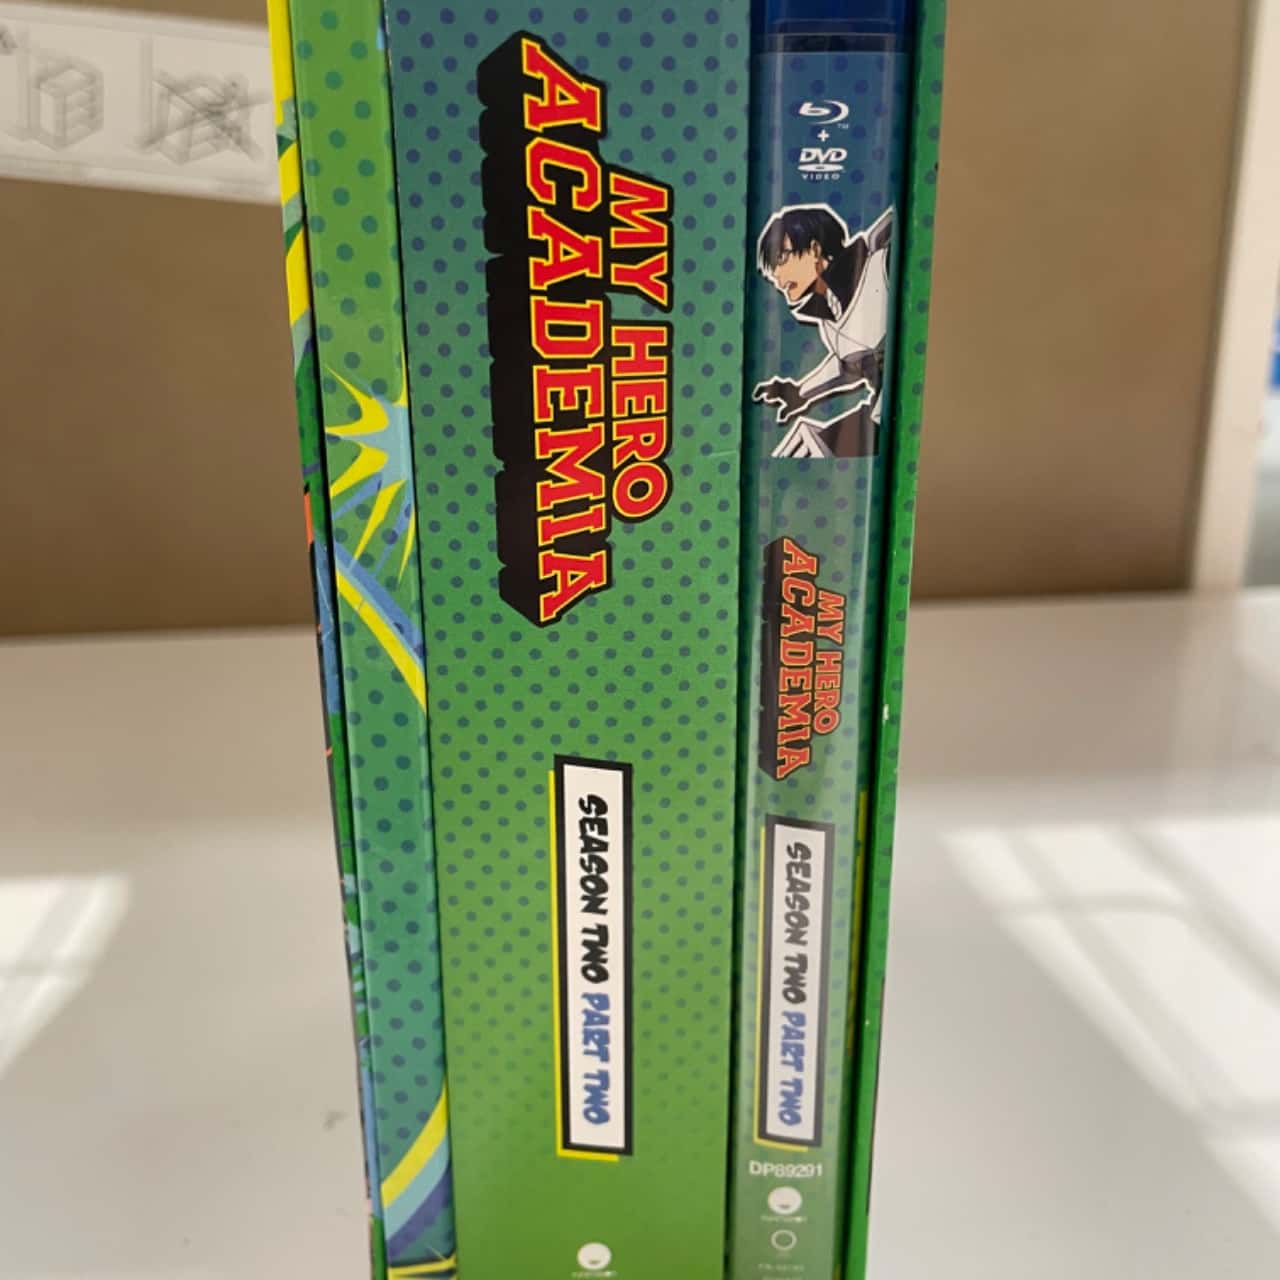 MY HERO
ACADEMIA
SEASON TWO PART TWO
+
DVD
VIDEO
MY HERO
ACADEMIA
SEASON TWO PART TWO
DP89291